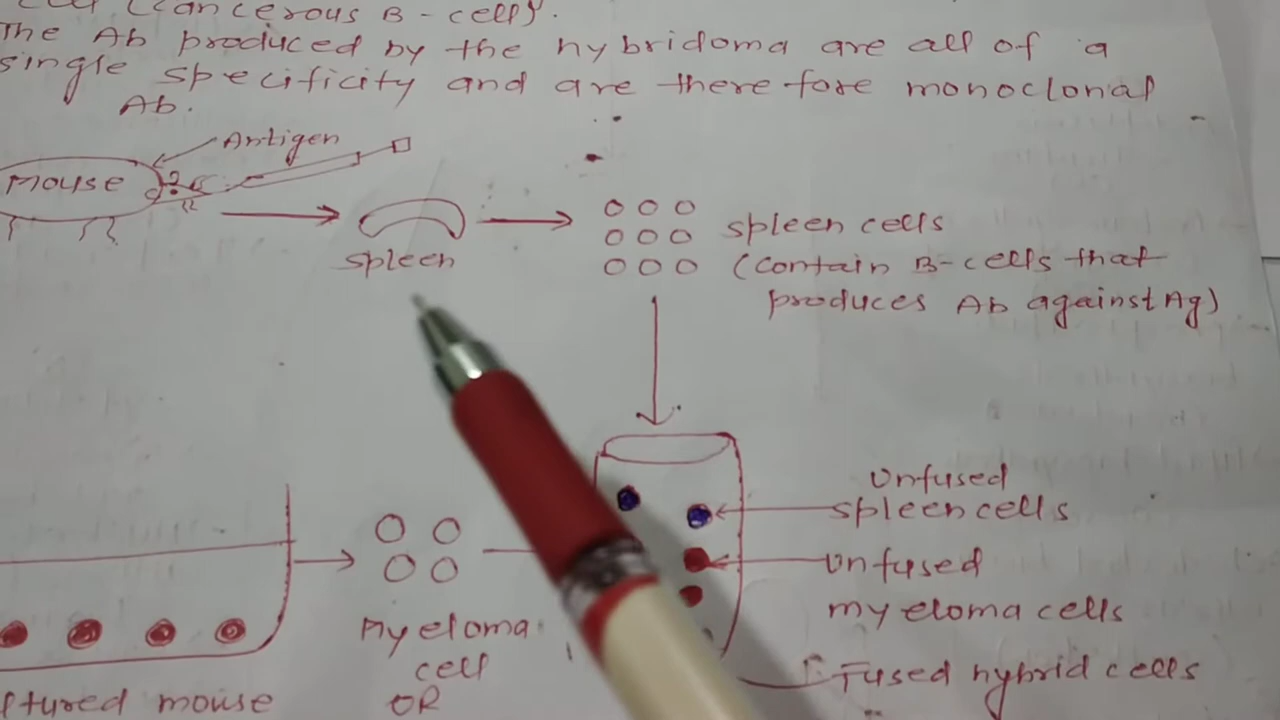 cell (cancerous B-cell).
The Ab produced by the hybridoma are all of a
single specificity and are therefore monoclonal
Ab.
Antigen
Mouse
spleen
spleen cells
(contain B-cells that
produces Ab against Ag)
Unfused
spleen cells
Unfused
myeloma cells
Fused hybrid cells
Myeloma
cell
OR
mouse